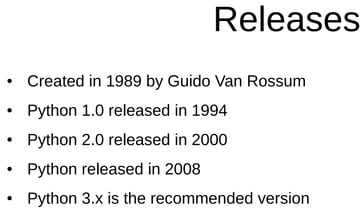 Releases
• Created in 1989 by Guido Van Rossum
• Python 1.0 released in 1994
• Python 2.0 released in 2000
• Python released in 2008
• Python 3.x is the recommended version